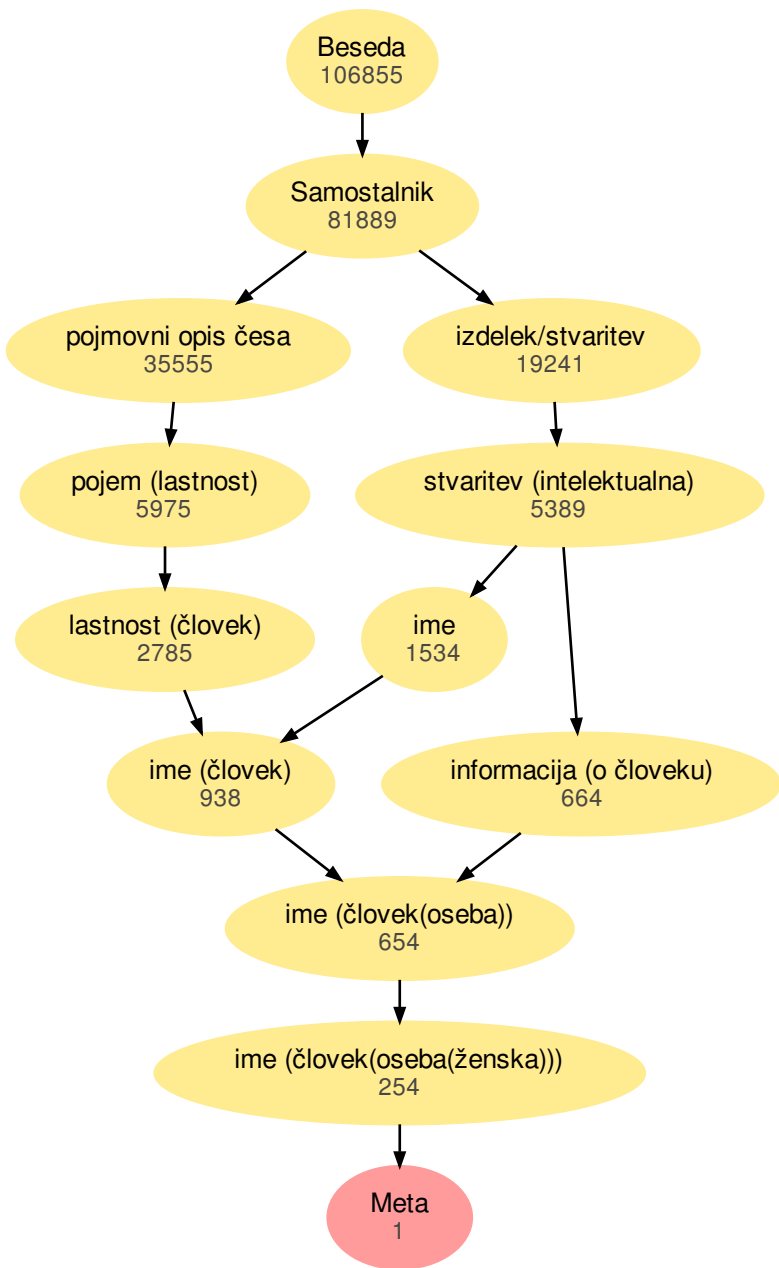 Beseda
106855
Samostalnik
81889
pojmovni opis česa
35555
izdelek/stvaritev
19241
pojem (lastnost)
5975
stvaritev (intelektualna)
5389
lastnost (človek)
2785
ime
1534
ime (človek)
938
informacija (o človeku)
664
ime (človek(oseba))
654
ime (človek(oseba(ženska)))
254
Meta
1